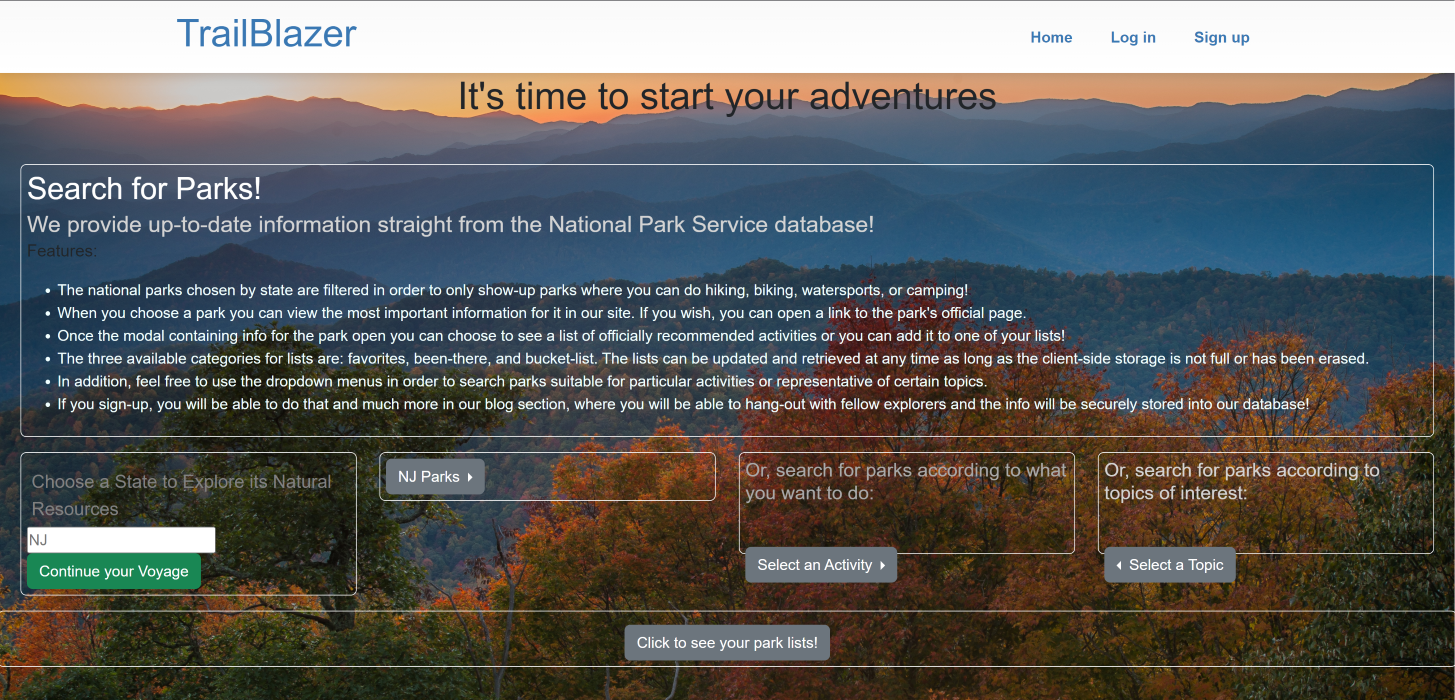 TrailBlazer
Home
Log in
Sign up
It's time to start your adventures
Search for Parks!
We provide up-to-date information straight from the National Park Service database!
Features:
The national parks chosen by state are filtered in order to only show-up parks where you can do hiking, biking, watersports, or camping!
When you choose a park you can view the most important information for it in our site. If you wish, you can open a link to the park's official page.
Once the modal containing info for the park open you can choose to see a list of officially recommended activities or you can add it to one of your lists!
The three available categories for lists are: favorites, been-there, and bucket-list. The lists can be updated and retrieved at any time as long as the client-side storage is not full or has been erased.
In addition, feel free to use the dropdown menus in order to search parks suitable for particular activities or representative of certain topics.
If you sign-up, you will be able to do that and much more in our blog section, where you will be able to hang-out with fellow explorers and the info will be securely stored into our database!
Choose a State to Explore its Natural
Resources
NJ
Continue your Voyage
NJ Parks
Or, search for parks according to what
you want to do:
Select an Activity
Or, search for parks according to
topics of interest:
Select a Topic
Click to see your park lists!